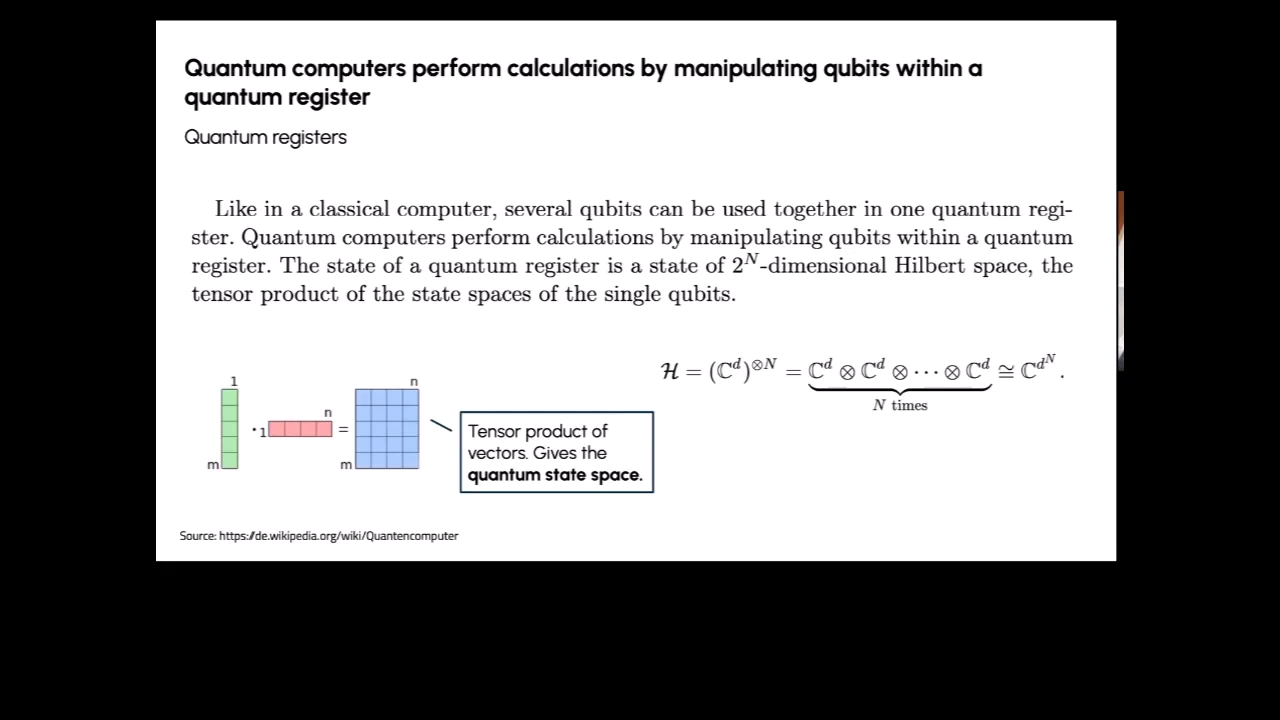 Quantum computers perform calculations by manipulating qubits within a
quantum register
Quantum registers
Like in a classical computer, several qubits can be used together in one quantum regi-
ster. Quantum computers perform calculations by manipulating qubits within a quantum
register. The state of a quantum register is a state of 2^N-dimensional Hilbert space, the
tensor product of the state spaces of the single qubits.
ℋ = (ℂ^d)^{⊗N} = ℂ^d ⊗ ℂ^d ⊗ ⋯ ⊗ ℂ^d ≅ ℂ^{d^N}.
N times
1
m
·
1
n
=
n
m
Tensor product of
vectors. Gives the
quantum state space.
Source: https://de.wikipedia.org/wiki/Quantencomputer